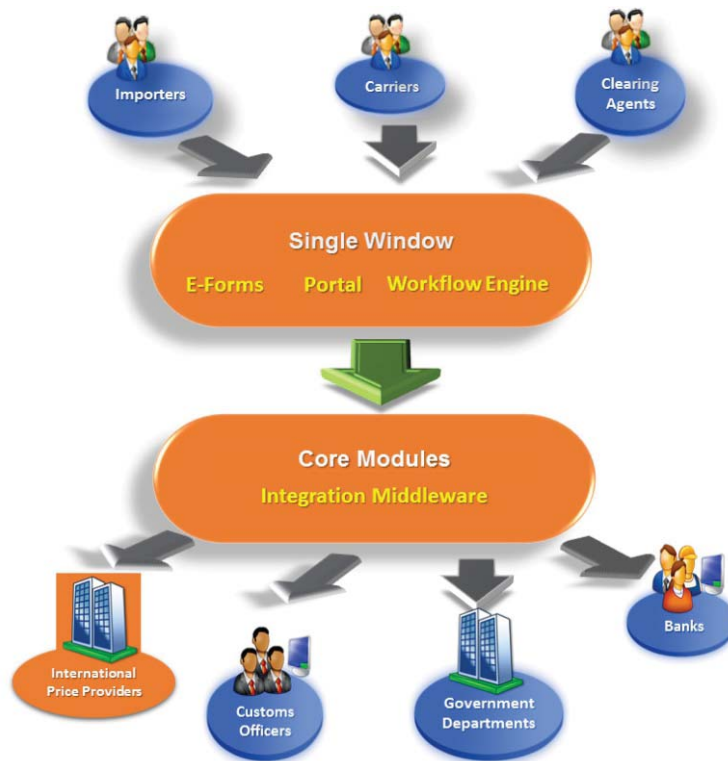 Importers
Carriers
Clearing
Agents
Single Window
E-Forms Portal Workflow Engine
Core Modules
Integration Middleware
International
Price Providers
Customs
Officers
Government
Departments
Banks